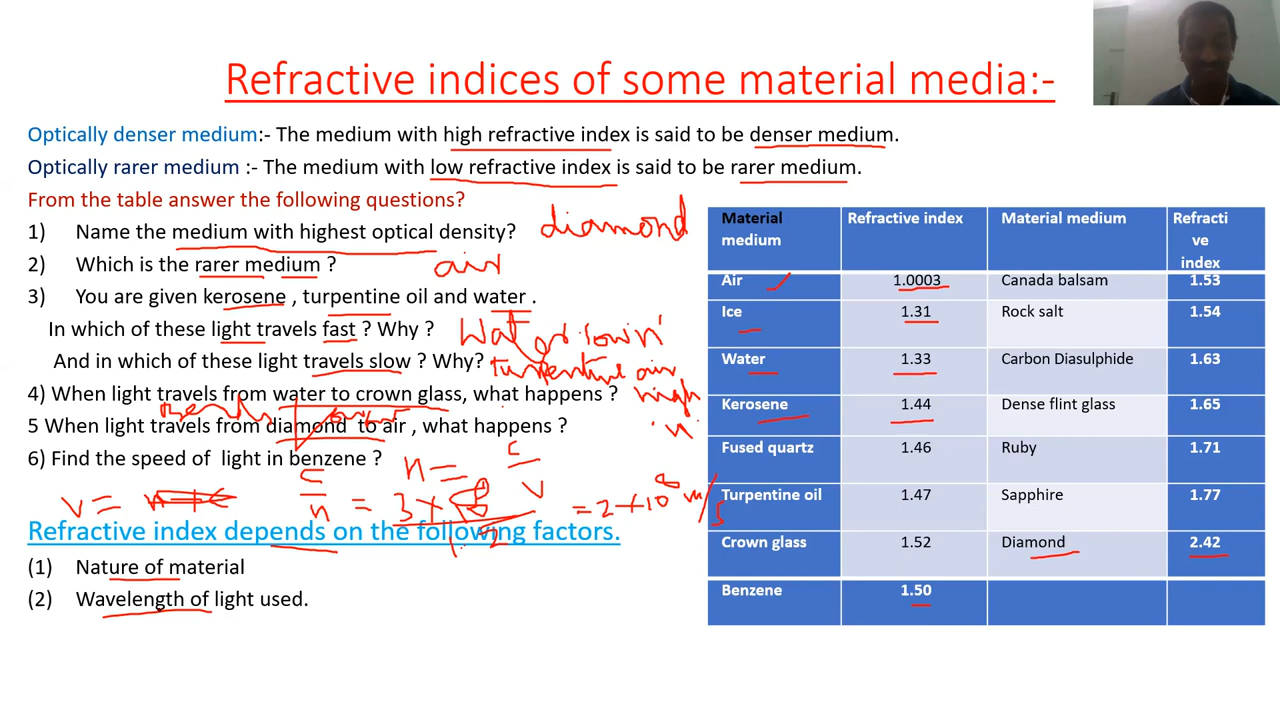 Refractive indices of some material media:-
Optically denser medium:- The medium with high refractive index is said to be denser medium.
Optically rarer medium :- The medium with low refractive index is said to be rarer medium.
From the table answer the following questions?
1) Name the medium with highest optical density? diamond
2) Which is the rarer medium ? air
3) You are given kerosene , turpentine oil and water .
In which of these light travels fast ? Why ? Water low 'n'
And in which of these light travels slow ? Why? turpentine
4) When light travels from water to crown glass, what happens ? high
'n'
5 When light travels from diamond to air , what happens ?
6) Find the speed of light in benzene ? n = c/v
v = c/n = = 2 × 10^8 m/s
Refractive index depends on the following factors.
(1) Nature of material
(2) Wavelength of light used.
Material medium Refractive index Material medium Refracti ve index
Air 1.0003 Canada balsam 1.53
Ice 1.31 Rock salt 1.54
Water 1.33 Carbon Diasulphide 1.63
Kerosene 1.44 Dense flint glass 1.65
Fused quartz 1.46 Ruby 1.71
Turpentine oil 1.47 Sapphire 1.77
Crown glass 1.52 Diamond 2.42
Benzene 1.50